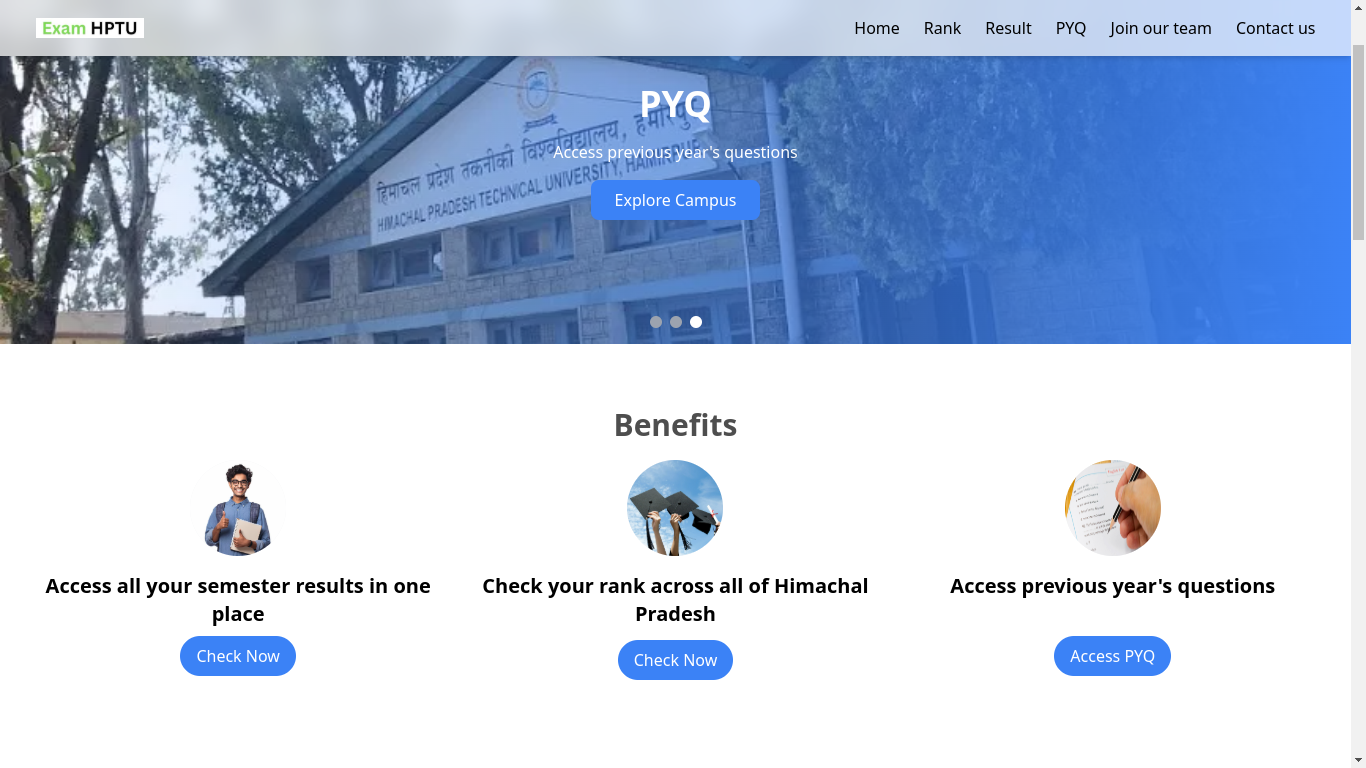 Exam HPTU
Home
Rank
Result
PYQ
Join our team
Contact us
PYQ
हिमाचल प्रदेश तकनीकी विश्वविद्यालय, हमीरपुर
HIMACHAL PRADESH TECHNICAL UNIVERSITY, HAMIRPUR
Access previous year's questions
Explore Campus
Benefits
Access all your semester results in one
place
Check Now
Check your rank across all of Himachal
Pradesh
Check Now
Access previous year's questions
Access PYQ